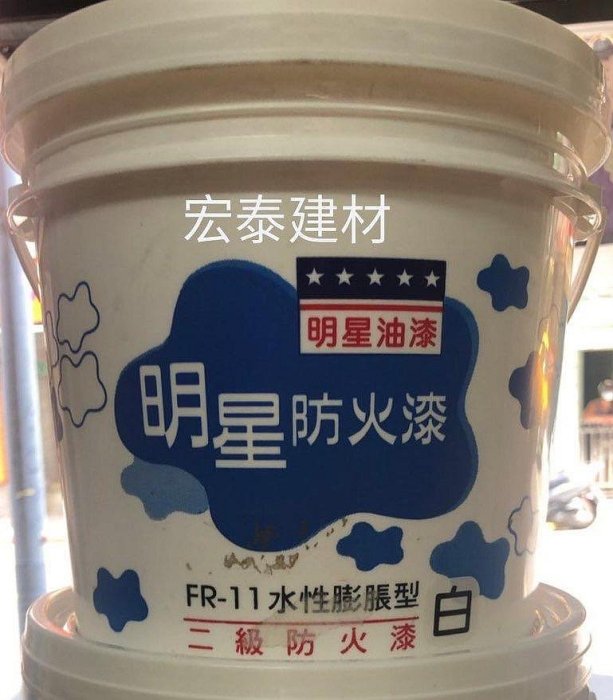 宏泰建材
明星油漆
明星防火漆
FR-11水性膨脹型
二級防火漆
白